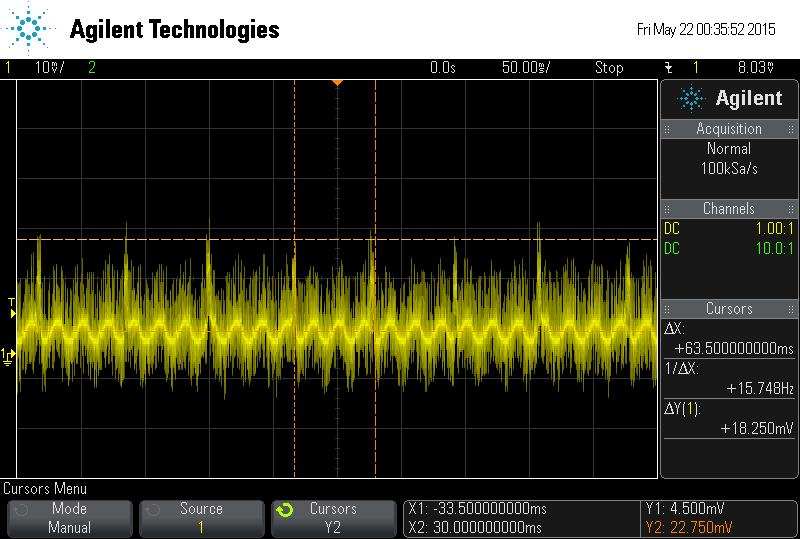 Agilent Technologies
Fri May 22 00:35:52 2015
1 10mV/ 2 0.0s 50.00ms/ Stop 1 8.03mV
Agilent
Acquisition
Normal
100kSa/s
Channels
DC 1.00:1
DC 10.0:1
Cursors
ΔX:
+63.500000000ms
1/ΔX:
+15.748Hz
ΔY(1):
+18.250mV
T
1
Cursors Menu
Mode
Manual
Source
1
Cursors
Y2
X1: -33.500000000ms
X2: 30.000000000ms
Y1: 4.500mV
Y2: 22.750mV